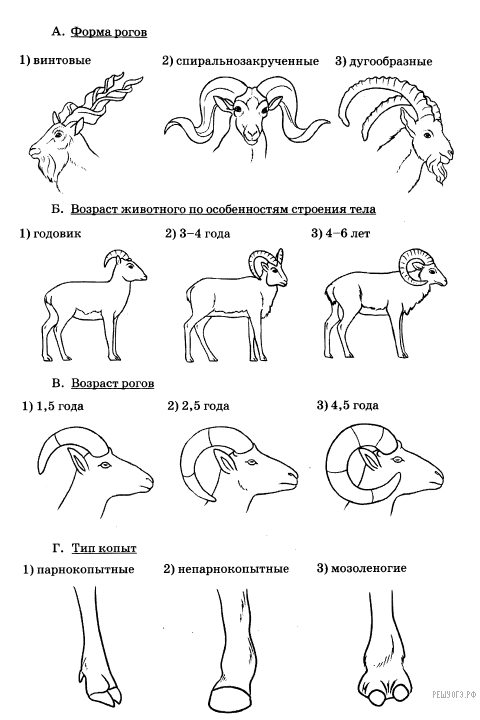 А. Форма рогов
1) винтовые 2) спиральнозакрученные 3) дугообразные
Б. Возраст животного по особенностям строения тела
1) годовик 2) 3–4 года 3) 4–6 лет
В. Возраст рогов
1) 1,5 года 2) 2,5 года 3) 4,5 года
Г. Тип копыт
1) парнокопытные 2) непарнокопытные 3) мозоленогие
РЕШУОГЭ.РФ